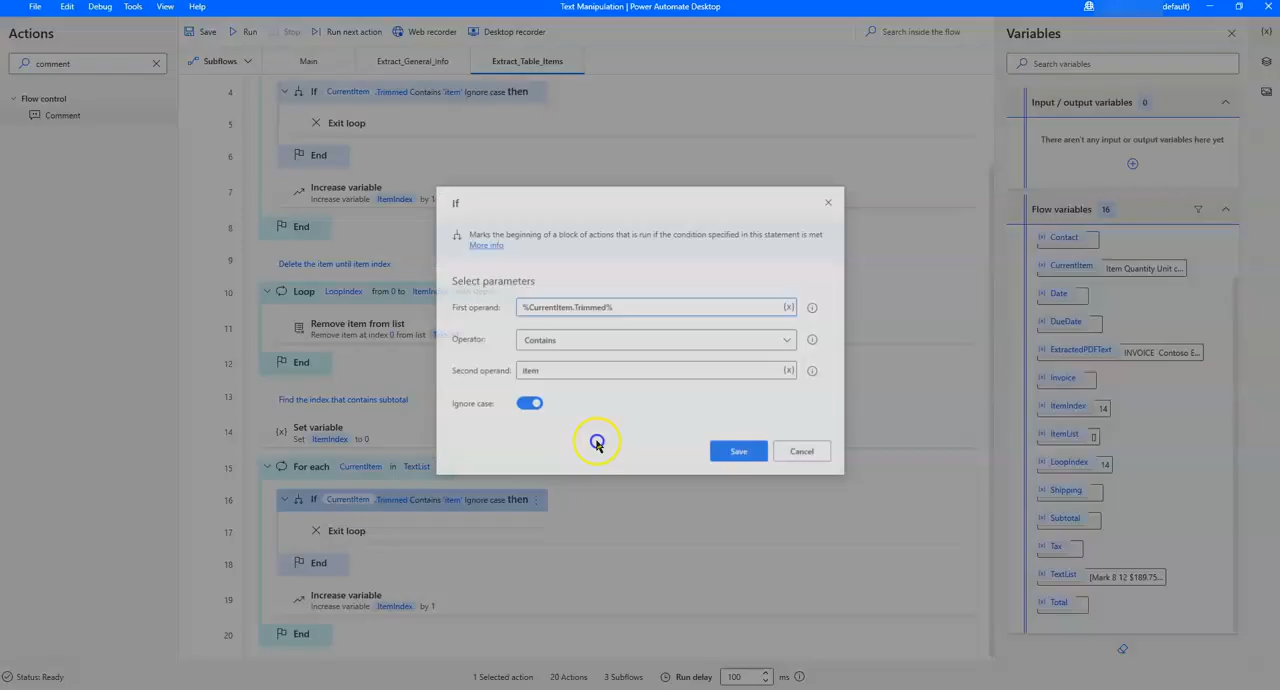 File Edit Debug Tools View Help
Text Manipulation | Power Automate Desktop
default)
Actions
comment
Flow control
Comment
Save Run Stop Run next action Web recorder Desktop recorder
Search inside the flow
Subflows Main Extract_General_Info Extract_Table_Items
4 If CurrentItem .Trimmed Contains 'item' Ignore case then
5 Exit loop
6 End
7 Increase variable
Increase variable ItemIndex by 1
8 End
9 Delete the item until item index
10 Loop LoopIndex from 0 to
11 Remove item from list
Remove item at index 0 from list
12 End
13 Find the index that contains subtotal
14 Set variable
Set ItemIndex to 0
15 For each CurrentItem in TextList
16 If CurrentItem .Trimmed Contains 'item' Ignore case then
17 Exit loop
18 End
19 Increase variable
Increase variable ItemIndex by 1
20 End
If
Marks the beginning of a block of actions that is run if the condition specified in this statement is met
More info
Select parameters
First operand: %CurrentItem.Trimmed% {x}
Operator: Contains
Second operand: item {x}
Ignore case:
Save Cancel
Variables
Search variables
Input / output variables 0
There aren't any input or output variables here yet
Flow variables 16
(x) Contact
(x) CurrentItem Item Quantity Unit c...
(x) Date
(x) DueDate
(x) ExtractedPDFText INVOICE Contoso E...
(x) Invoice
(x) ItemIndex 14
(x) ItemList []
(x) LoopIndex 14
(x) Shipping
(x) Subtotal
(x) Tax
(x) TextList [Mark 8 12 $189.75...
(x) Total
{x}
Status: Ready
1 Selected action 20 Actions 3 Subflows Run delay 100 ms